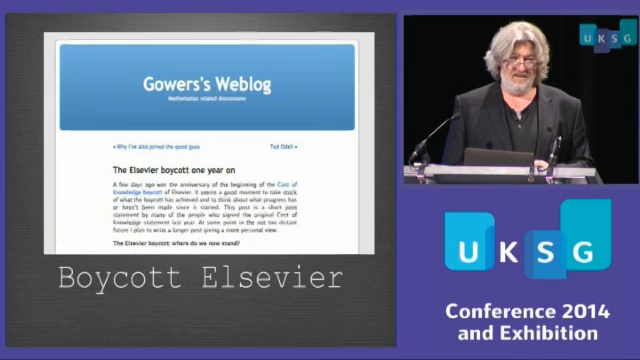 Gowers's Weblog
Mathematics related discussions
« Why I've also joined the good guys
Ted Odell »
The Elsevier boycott one year on
A few days ago was the anniversary of the beginning of the Cost of
Knowledge boycott of Elsevier. It seems a good moment to take stock
of what the boycott has achieved and to think about what progress has
or hasn't been made since it started. This post is a short joint
statement by many of the people who signed the original Cost of
Knowledge statement last year. At some point in the not too distant
future I plan to write a longer post giving a more personal view.
The Elsevier boycott: where do we now stand?
Boycott Elsevier
UKSG
UKSG
Conference 2014
and Exhibition